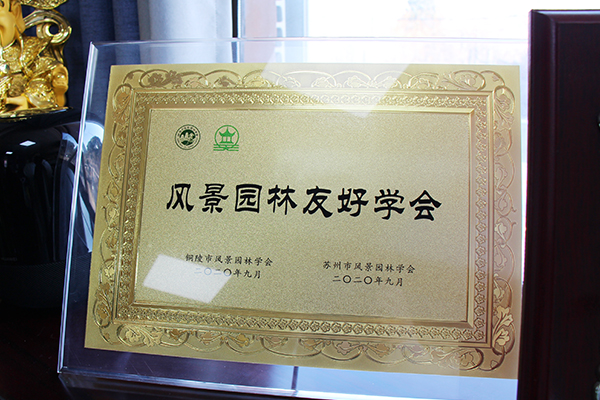 风景园林友好学会
铜陵市风景园林学会
二〇二〇年九月
苏州市风景园林学会
二〇二〇年九月